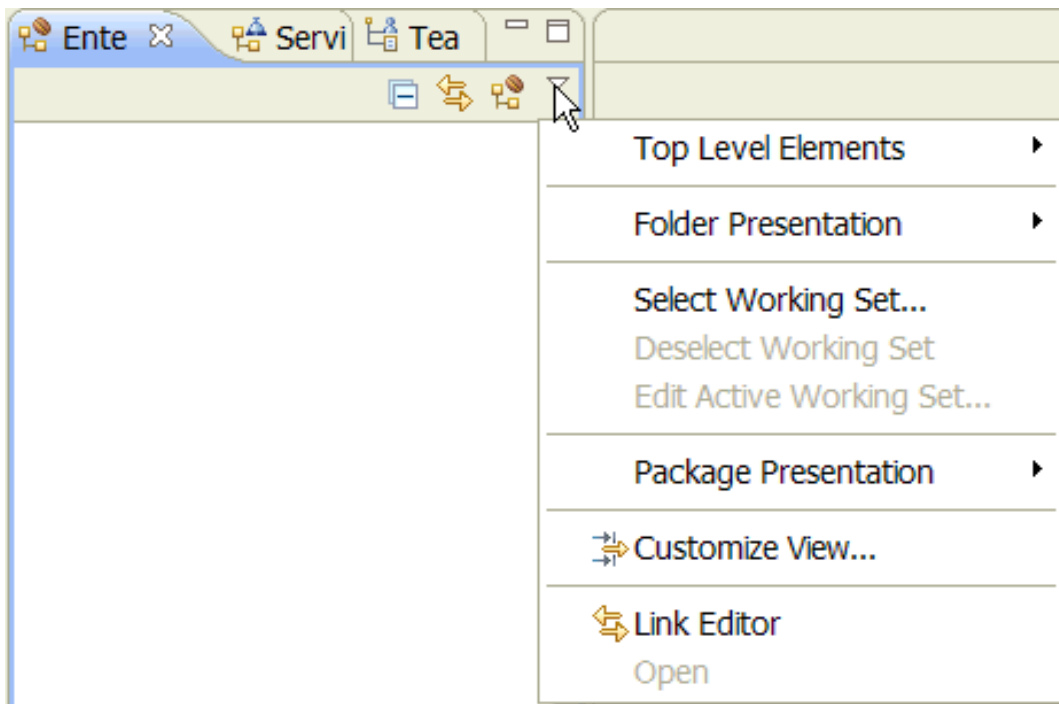 Ente Servi Tea
Top Level Elements
Folder Presentation
Select Working Set...
Deselect Working Set
Edit Active Working Set...
Package Presentation
Customize View...
Link Editor
Open